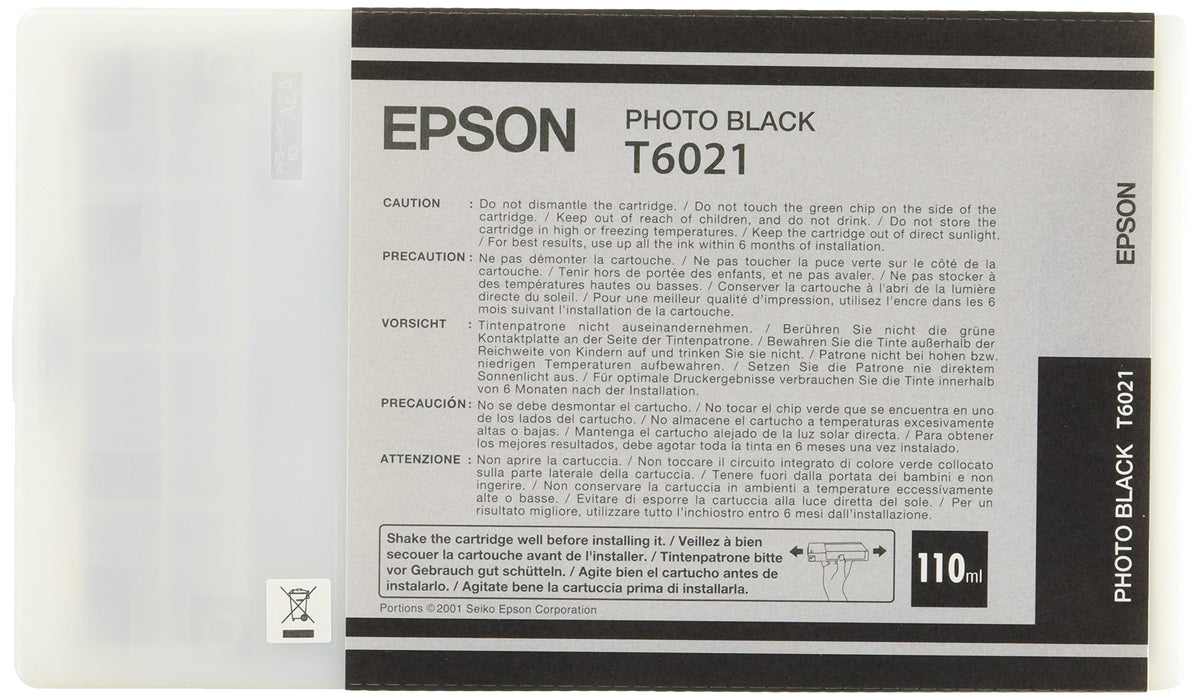 EPSON
PHOTO BLACK
T6021
CAUTION : Do not dismantle the cartridge. / Do not touch the green chip on the side of the
cartridge. / Keep out of reach of children, and do not drink. / Do not store the
cartridge in high or freezing temperatures. / Keep the cartridge out of direct sunlight.
/ For best results, use up all the ink within 6 months of installation.
PRECAUTION : Ne pas démonter la cartouche. / Ne pas toucher la puce verte sur le côté de la
cartouche. / Tenir hors de portée des enfants, et ne pas avaler. / Ne pas stocker à
des températures hautes ou basses. / Conserver la cartouche à l'abri de la lumière
directe du soleil. / Pour une meilleur qualité d'impression, utilisez l'encre dans les 6
mois suivant l'installation de la cartouche.
VORSICHT : Tintenpatrone nicht auseinandernehmen. / Berühren Sie nicht die grüne
Kontaktplatte an der Seite der Tintenpatrone. / Bewahren Sie die Tinte außerhalb der
Reichweite von Kindern auf und trinken Sie sie nicht. / Patrone nicht bei hohen bzw.
niedrigen Temperaturen aufbewahren. / Setzen Sie die Patrone nie direktem
Sonnenlicht aus. / Für optimale Druckergebnisse verbrauchen Sie die Tinte innerhalb
von 6 Monaten nach der Installation.
PRECAUCIÓN : No se debe desmontar el cartucho. / No tocar el chip verde que se encuentra en uno
de los lados del cartucho. / No almacene el cartucho a temperaturas excesivamente
altas o bajas. / Mantenga el cartucho alejado de la luz solar directa. / Para obtener
los mejores resultados, debe agotar toda la tinta en 6 meses una vez instalado.
ATTENZIONE : Non aprire la cartuccia. / Non toccare il circuito integrato di colore verde collocato
sulla parte laterale della cartuccia. / Tenere fuori dalla portata dei bambini e non
ingerire. / Non conservare la cartuccia in ambienti a temperature eccessivamente
alte o basse. / Evitare di esporre la cartuccia alla luce diretta del sole. / Per un
risultato migliore, utilizzare tutto l'inchiostro entro 6 mesi dall'installazione.
Shake the cartridge well before installing it. / Veillez à bien
secouer la cartouche avant de l'installer. / Tintenpatrone bitte
vor Gebrauch gut schütteln. / Agite bien el cartucho antes de
instalarlo. / Agitate bene la cartuccia prima di installarla.
110ml
Portions ©2001 Seiko Epson Corporation
EPSON
PHOTO BLACK T6021
>PS-HI<
AEA
K3